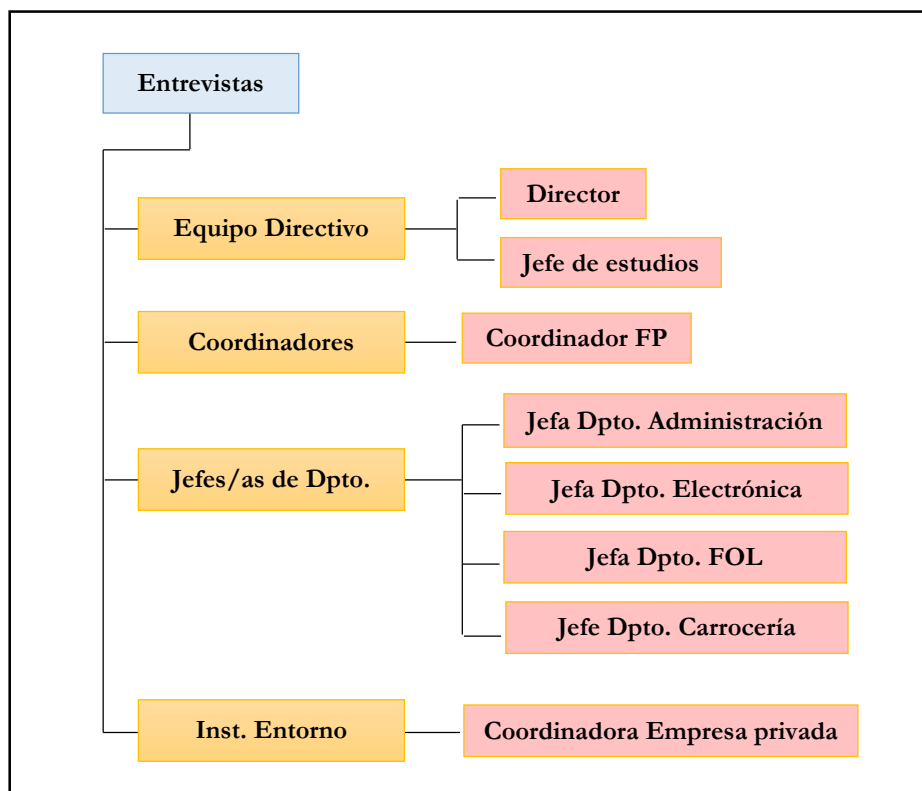 Entrevistas
Director
Equipo Directivo
Jefe de estudios
Coordinadores
Coordinador FP
Jefa Dpto. Administración
Jefes/as de Dpto.
Jefa Dpto. Electrónica
Jefa Dpto. FOL
Jefe Dpto. Carrocería
Inst. Entorno
Coordinadora Empresa privada